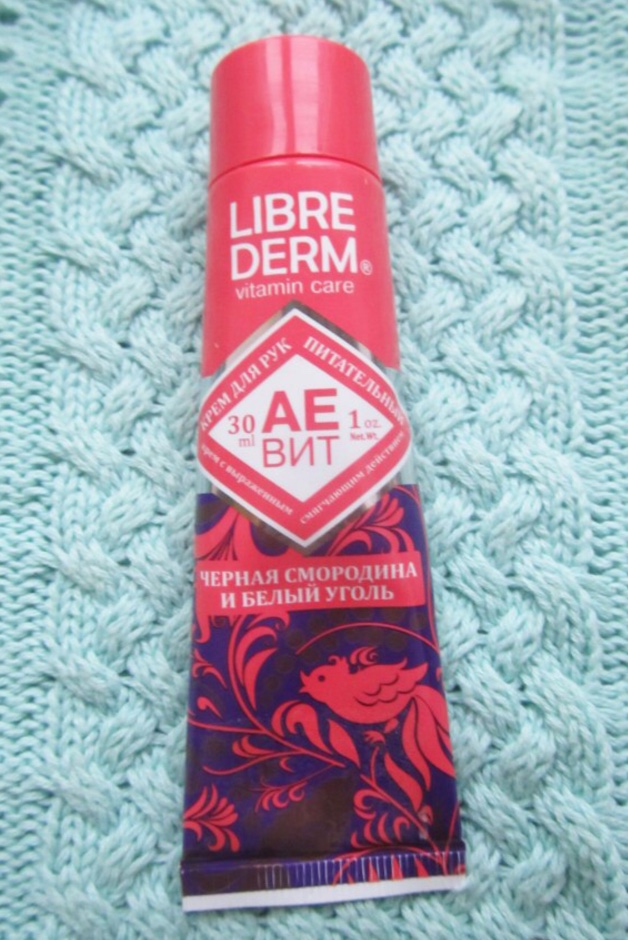 LIBRE
DERM®
vitamin care
КРЕМ ДЛЯ РУК ПИТАТЕЛЬНЫЙ
30 ml
АЕ
ВИТ
1 oz.
Net.Wt.
крем с выраженным смягчающим действием
ЧЕРНАЯ СМОРОДИНА
И БЕЛЫЙ УГОЛЬ